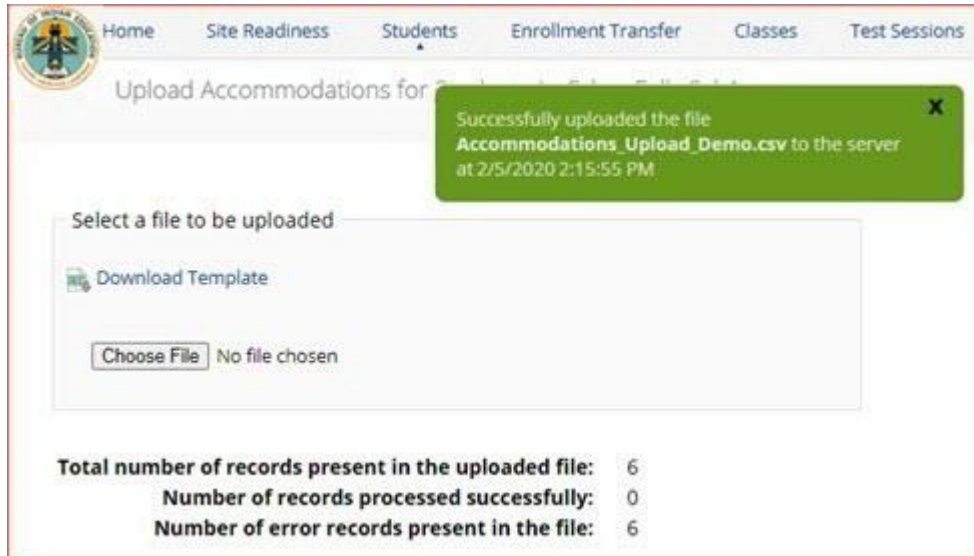 Home Site Readiness Students Enrollment Transfer Classes Test Sessions
Upload Accommodations for
Successfully uploaded the file
Accommodations_Upload_Demo.csv to the server
at 2/5/2020 2:15:55 PM
X
Select a file to be uploaded
Download Template
Choose File No file chosen
Total number of records present in the uploaded file: 6
Number of records processed successfully: 0
Number of error records present in the file: 6